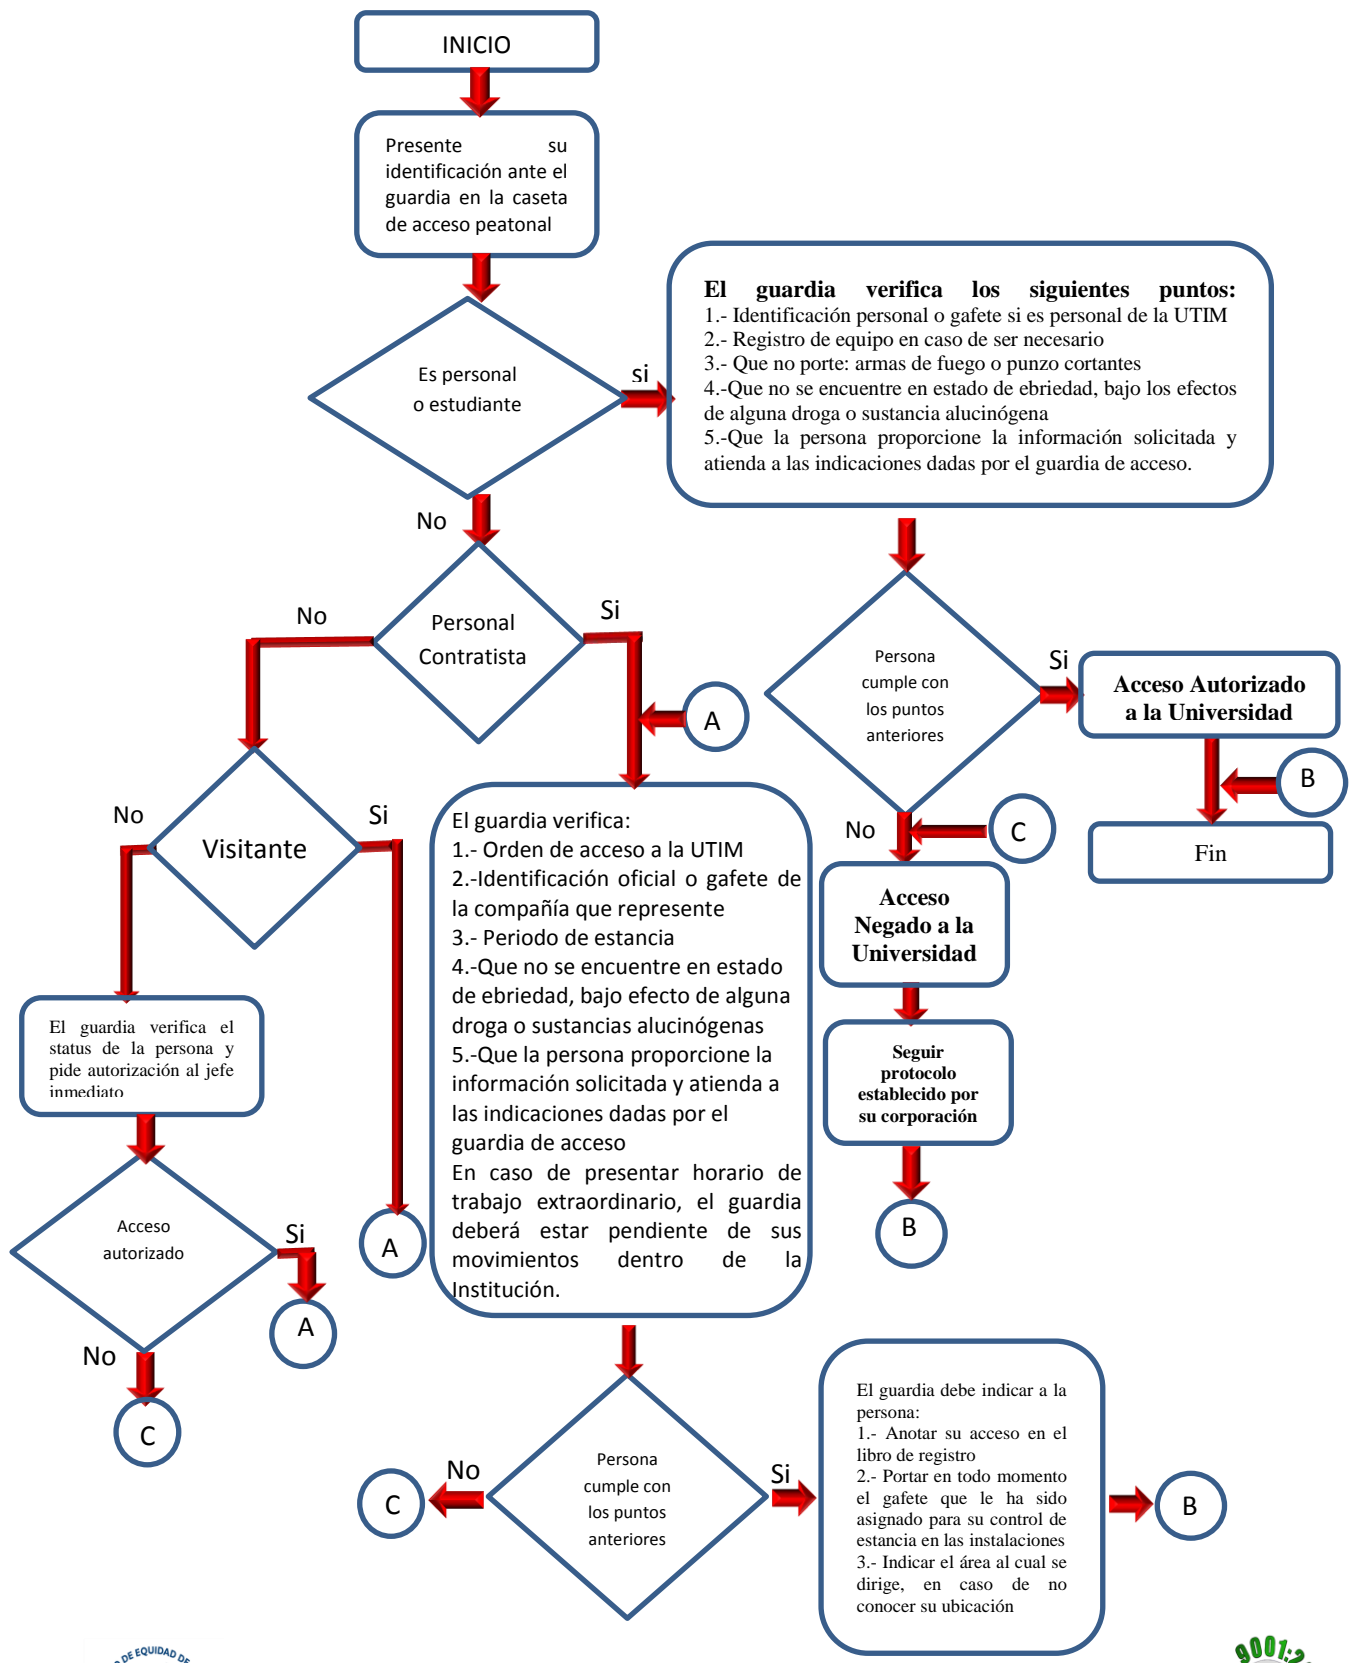 INICIO
Presente su
identificación ante el
guardia en la caseta
de acceso peatonal
El guardia verifica los siguientes puntos:
1.- Identificación personal o gafete si es personal de la UTIM
2.- Registro de equipo en caso de ser necesario
3.- Que no porte: armas de fuego o punzo cortantes
4.-Que no se encuentre en estado de ebriedad, bajo los efectos
de alguna droga o sustancia alucinógena
5.-Que la persona proporcione la información solicitada y
atienda a las indicaciones dadas por el guardia de acceso.
Es personal
o estudiante
si
No
Personal
Contratista
No
Si
A
Persona
cumple con
los puntos
anteriores
Si
Acceso Autorizado
a la Universidad
B
Fin
No
C
Acceso
Negado a la
Universidad
Seguir
protocolo
establecido por
su corporación
B
Visitante
No
Si
A
El guardia verifica:
1.- Orden de acceso a la UTIM
2.-Identificación oficial o gafete de
la compañía que represente
3.- Periodo de estancia
4.-Que no se encuentre en estado
de ebriedad, bajo efecto de alguna
droga o sustancias alucinógenas
5.-Que la persona proporcione la
información solicitada y atienda a
las indicaciones dadas por el
guardia de acceso
En caso de presentar horario de
trabajo extraordinario, el guardia
deberá estar pendiente de sus
movimientos dentro de la
Institución.
El guardia verifica el
status de la persona y
pide autorización al jefe
inmediato
Acceso
autorizado
Si
A
No
C
Persona
cumple con
los puntos
anteriores
No
C
Si
El guardia debe indicar a la
persona:
1.- Anotar su acceso en el
libro de registro
2.- Portar en todo momento
el gafete que le ha sido
asignado para su control de
estancia en las instalaciones
3.- Indicar el área al cual se
dirige, en caso de no
conocer su ubicación
B
DE EQUIDAD DE
9001:2